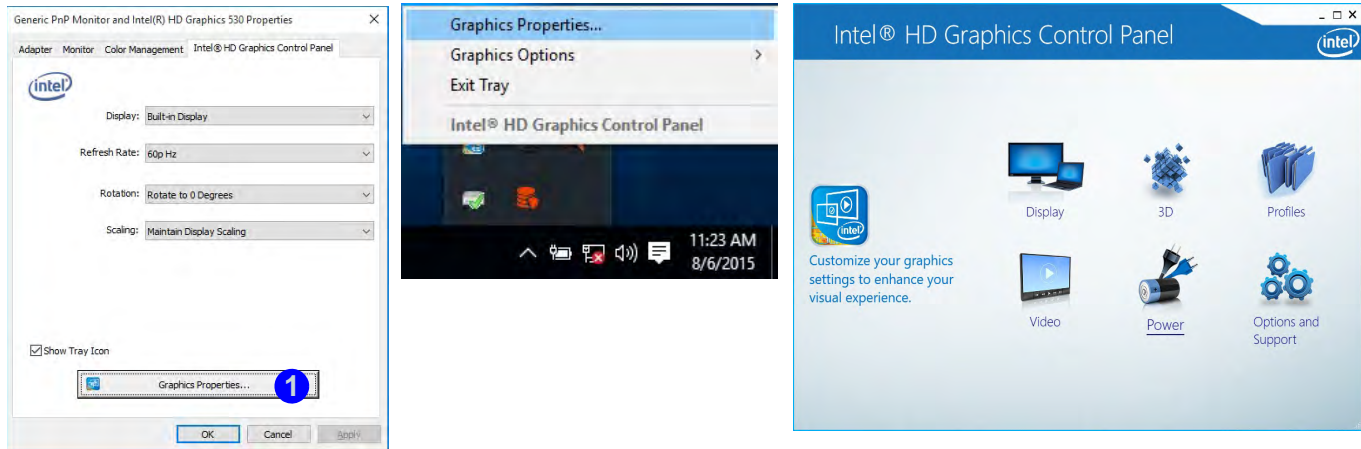 Generic PnP Monitor and Intel(R) HD Graphics 530 Properties
Adapter Monitor Color Management Intel® HD Graphics Control Panel
intel
Display: Built-in Display
Refresh Rate: 60p Hz
Rotation: Rotate to 0 Degrees
Scaling: Maintain Display Scaling
Show Tray Icon
Graphics Properties... 1
OK Cancel Apply
Graphics Properties...
Graphics Options
Exit Tray
Intel® HD Graphics Control Panel
11:23 AM
8/6/2015
Intel® HD Graphics Control Panel
intel
intel
Customize your graphics
settings to enhance your
visual experience.
Display 3D Profiles
Video Power Options and
Support